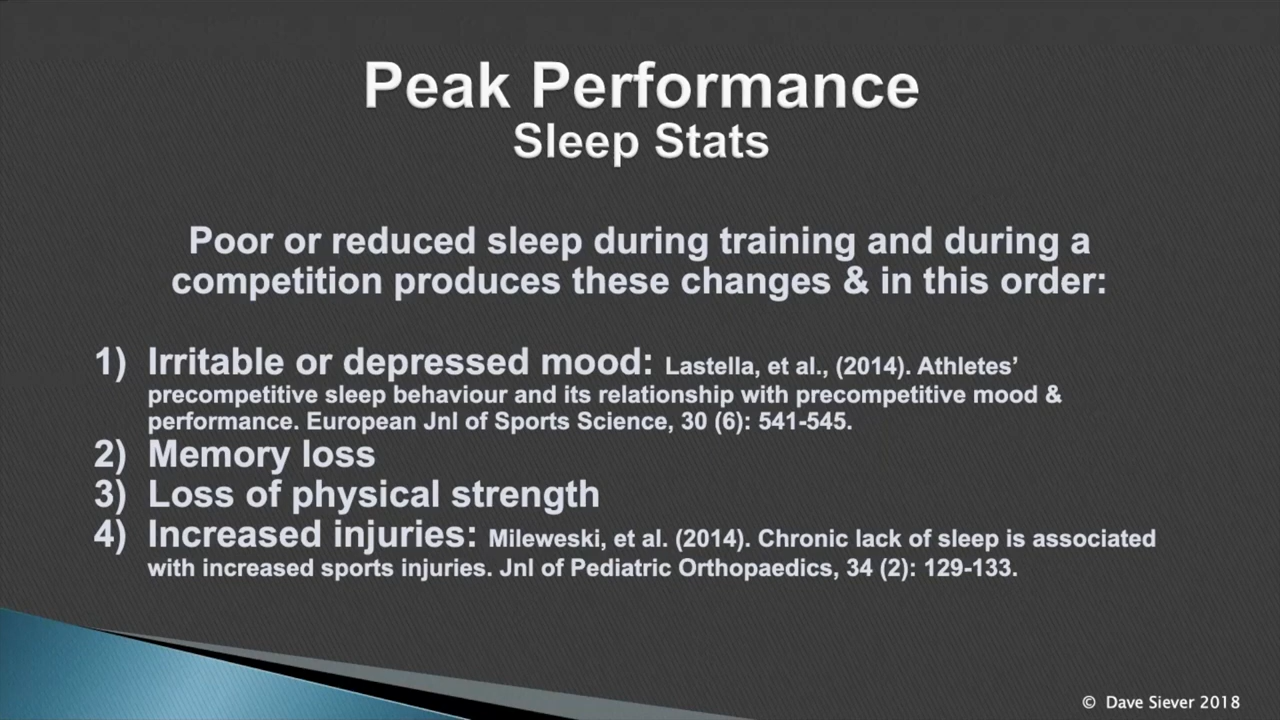 Peak Performance
Sleep Stats
Poor or reduced sleep during training and during a
competition produces these changes & in this order:
1) Irritable or depressed mood: Lastella, et al., (2014). Athletes’
precompetitive sleep behaviour and its relationship with precompetitive mood &
performance. European Jnl of Sports Science, 30 (6): 541-545.
2) Memory loss
3) Loss of physical strength
4) Increased injuries: Mileweski, et al. (2014). Chronic lack of sleep is associated
with increased sports injuries. Jnl of Pediatric Orthopaedics, 34 (2): 129-133.
© Dave Siever 2018